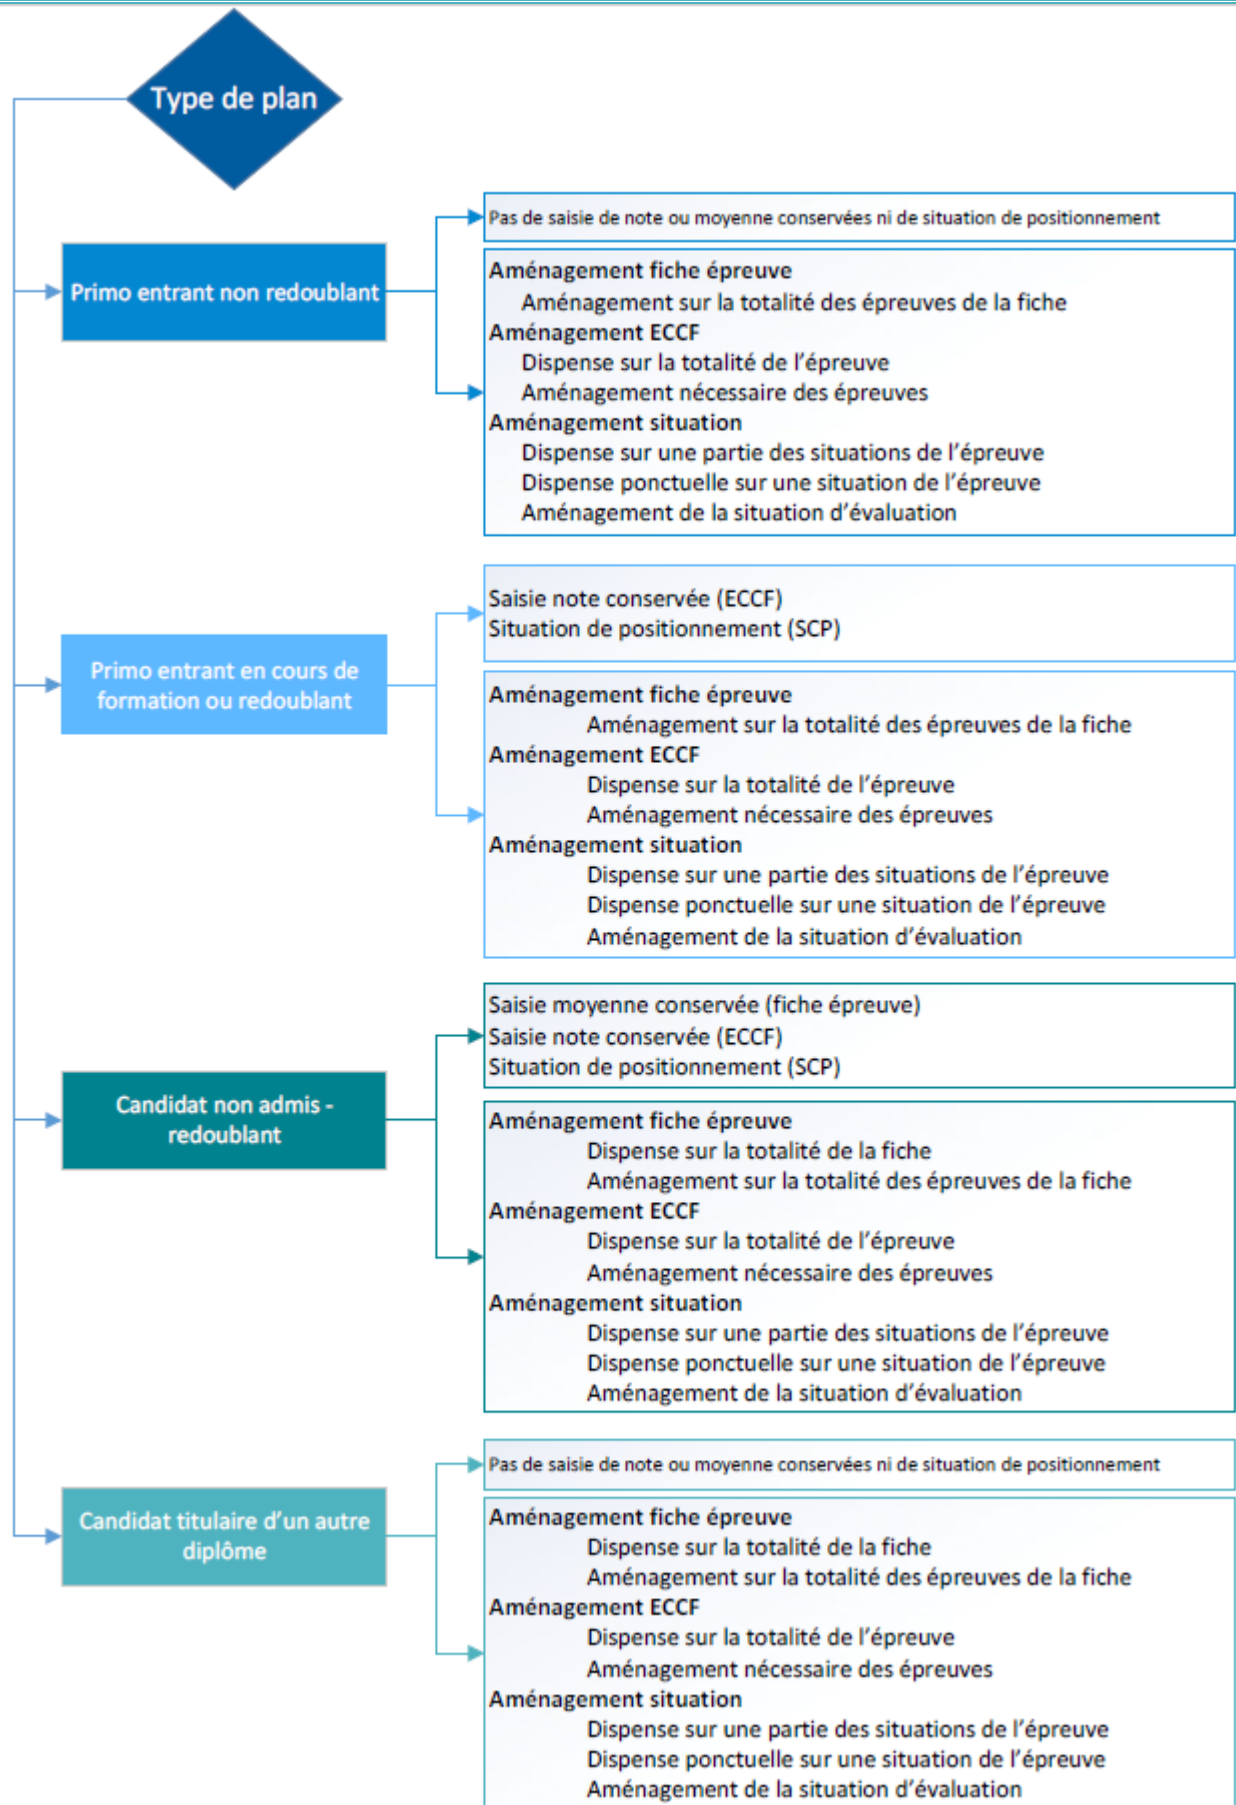 Type de plan
Primo entrant non redoublant
Pas de saisie de note ou moyenne conservées ni de situation de positionnement
Aménagement fiche épreuve
Aménagement sur la totalité des épreuves de la fiche
Aménagement ECCF
Dispense sur la totalité de l'épreuve
Aménagement nécessaire des épreuves
Aménagement situation
Dispense sur une partie des situations de l'épreuve
Dispense ponctuelle sur une situation de l'épreuve
Aménagement de la situation d'évaluation
Primo entrant en cours de
formation ou redoublant
Saisie note conservée (ECCF)
Situation de positionnement (SCP)
Aménagement fiche épreuve
Aménagement sur la totalité des épreuves de la fiche
Aménagement ECCF
Dispense sur la totalité de l'épreuve
Aménagement nécessaire des épreuves
Aménagement situation
Dispense sur une partie des situations de l'épreuve
Dispense ponctuelle sur une situation de l'épreuve
Aménagement de la situation d'évaluation
Candidat non admis -
redoublant
Saisie moyenne conservée (fiche épreuve)
Saisie note conservée (ECCF)
Situation de positionnement (SCP)
Aménagement fiche épreuve
Dispense sur la totalité de la fiche
Aménagement sur la totalité des épreuves de la fiche
Aménagement ECCF
Dispense sur la totalité de l'épreuve
Aménagement nécessaire des épreuves
Aménagement situation
Dispense sur une partie des situations de l'épreuve
Dispense ponctuelle sur une situation de l'épreuve
Aménagement de la situation d'évaluation
Candidat titulaire d'un autre
diplôme
Pas de saisie de note ou moyenne conservées ni de situation de positionnement
Aménagement fiche épreuve
Dispense sur la totalité de la fiche
Aménagement sur la totalité des épreuves de la fiche
Aménagement ECCF
Dispense sur la totalité de l'épreuve
Aménagement nécessaire des épreuves
Aménagement situation
Dispense sur une partie des situations de l'épreuve
Dispense ponctuelle sur une situation de l'épreuve
Aménagement de la situation d'évaluation